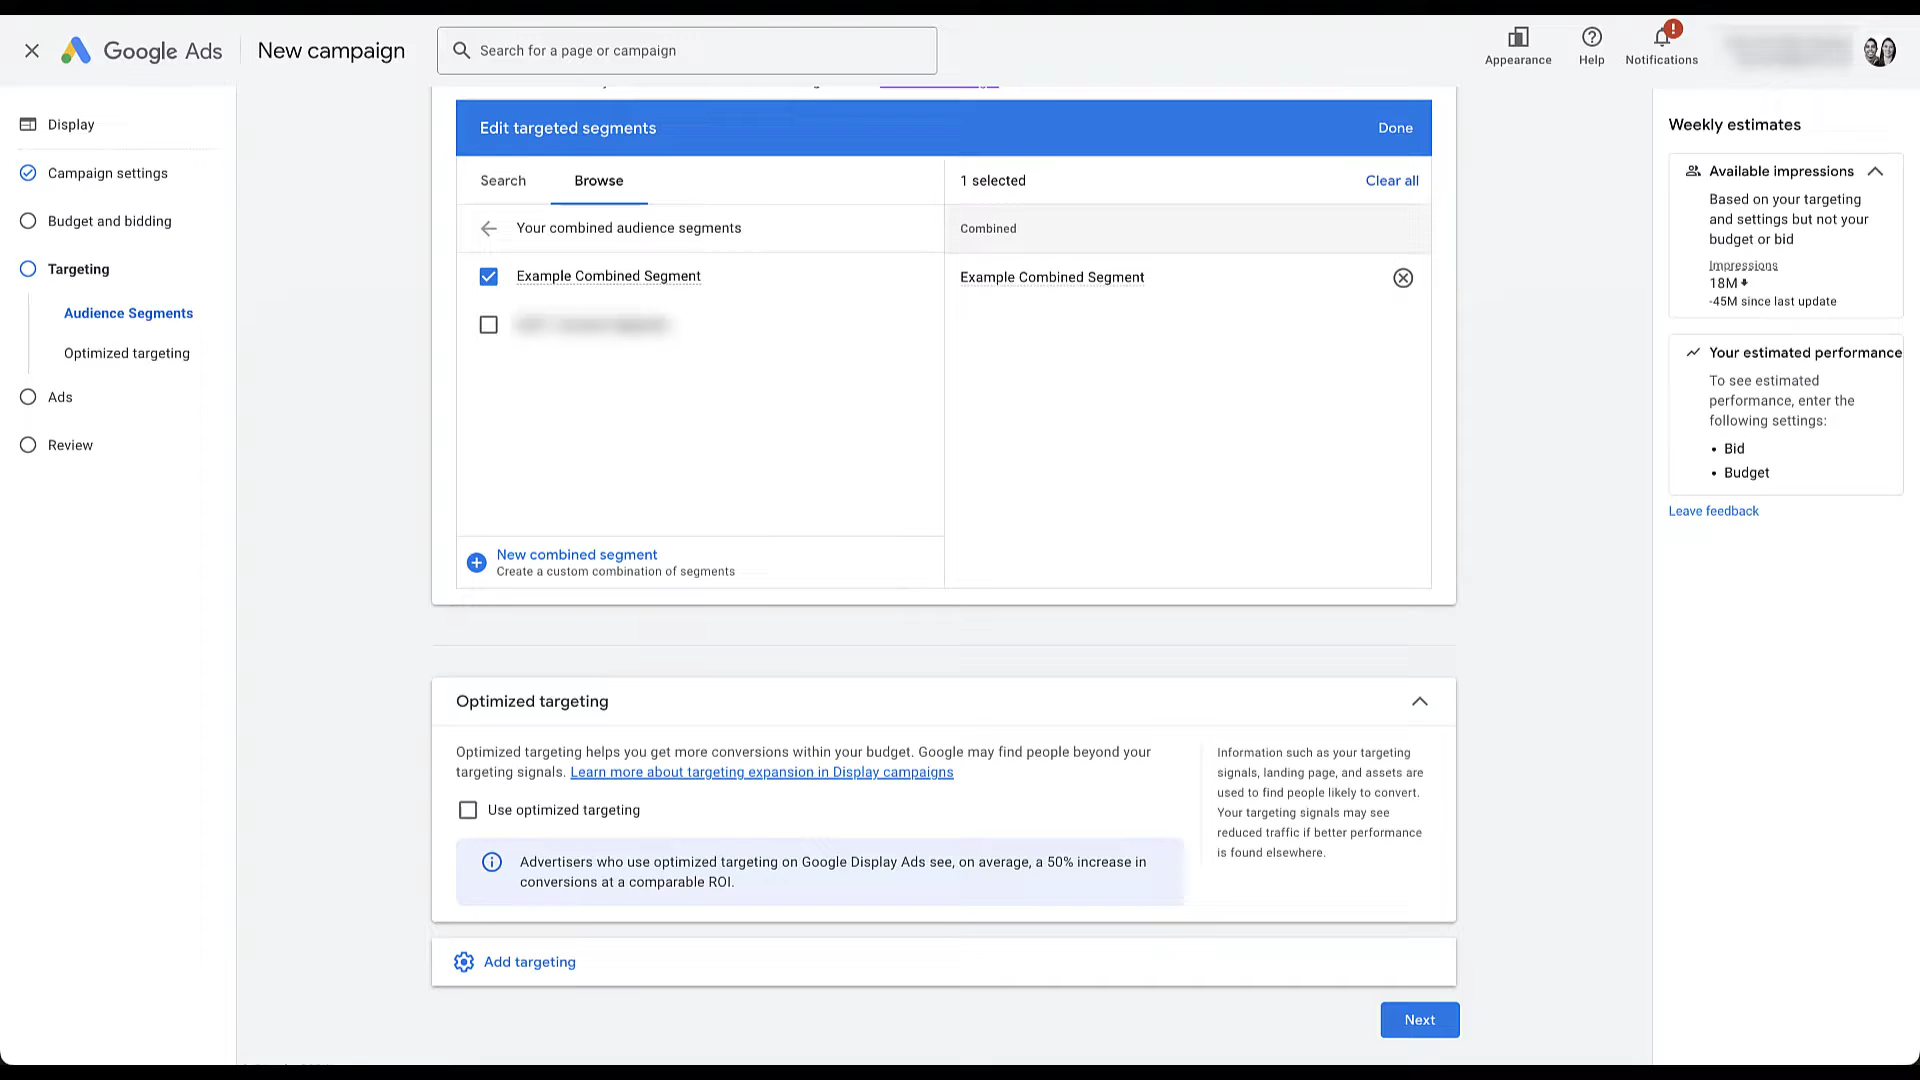 Google Ads
New campaign
Search for a page or campaign
Appearance
Help
Notifications
Display
Campaign settings
Budget and bidding
Targeting
Audience Segments
Optimized targeting
Ads
Review
Edit targeted segments
Done
Search
Browse
1 selected
Clear all
Your combined audience segments
Combined
Example Combined Segment
Example Combined Segment
New combined segment
Create a custom combination of segments
Optimized targeting
Optimized targeting helps you get more conversions within your budget. Google may find people beyond your
targeting signals. Learn more about targeting expansion in Display campaigns
Use optimized targeting
Advertisers who use optimized targeting on Google Display Ads see, on average, a 50% increase in
conversions at a comparable ROI.
Information such as your targeting
signals, landing page, and assets are
used to find people likely to convert.
Your targeting signals may see
reduced traffic if better performance
is found elsewhere.
Add targeting
Next
Weekly estimates
Available impressions
Based on your targeting
and settings but not your
budget or bid
Impressions
18M
-45M since last update
Your estimated performance
To see estimated
performance, enter the
following settings:
• Bid
• Budget
Leave feedback